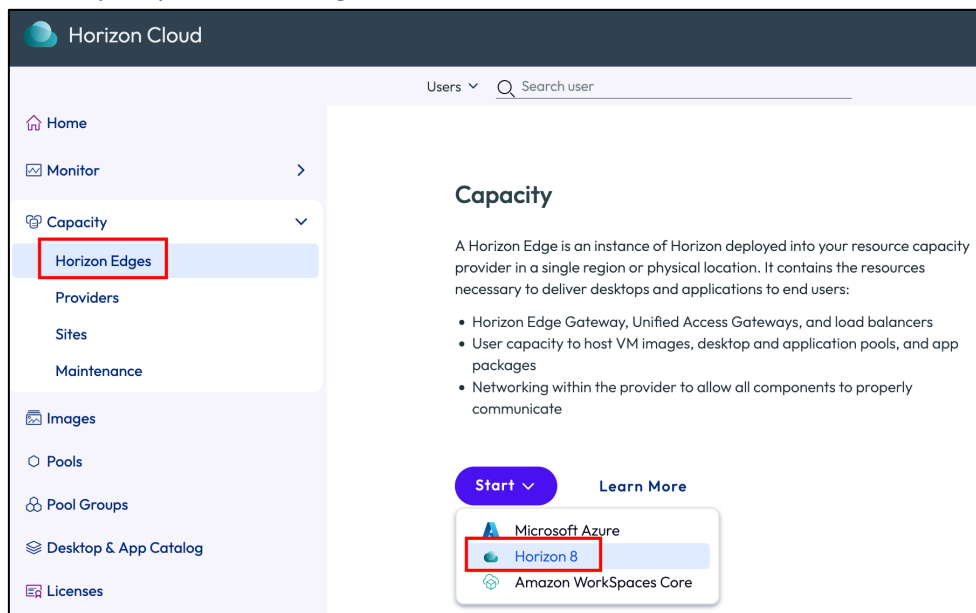 Horizon Cloud
Users
Search user
Home
Monitor
Capacity
Horizon Edges
Providers
Sites
Maintenance
Images
Pools
Pool Groups
Desktop & App Catalog
Licenses
Capacity
A Horizon Edge is an instance of Horizon deployed into your resource capacity
provider in a single region or physical location. It contains the resources
necessary to deliver desktops and applications to end users:
• Horizon Edge Gateway, Unified Access Gateways, and load balancers
• User capacity to host VM images, desktop and application pools, and app
packages
• Networking within the provider to allow all components to properly
communicate
Start
Learn More
Microsoft Azure
Horizon 8
Amazon WorkSpaces Core